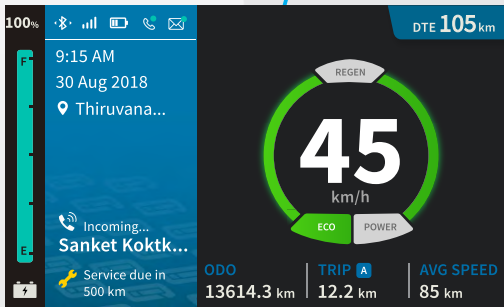 100%
DTE 105 km
F
9:15 AM
30 Aug 2018
Thiruvana...
REGEN
45
km/h
ECO
POWER
Incoming...
Sanket Koktk...
E
Service due in
500 km
ODO
13614.3 km
TRIP A
12.2 km
AVG SPEED
85 km